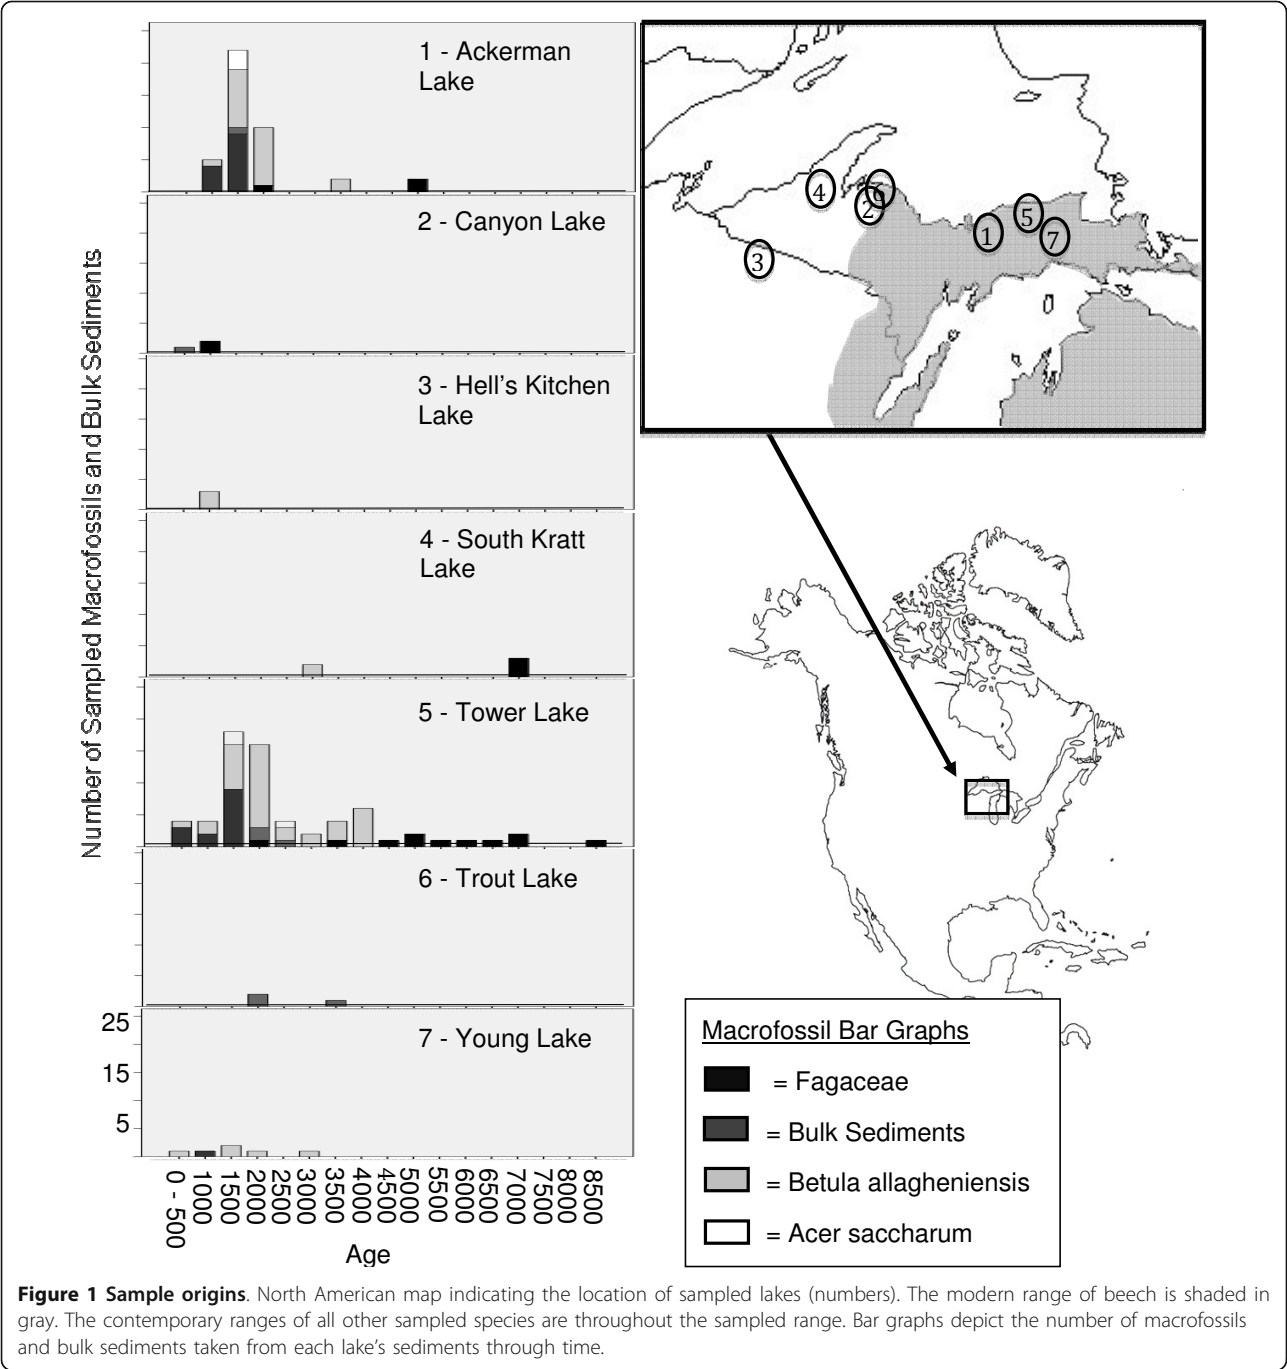 1 - Ackerman
Lake
2 - Canyon Lake
3 - Hell's Kitchen
Lake
4 - South Kratt
Lake
5 - Tower Lake
6 - Trout Lake
7 - Young Lake
Number of Sampled Macrofossils and Bulk Sediments
25
15
5
0 - 500
1000
1500
2000
2500
3000
3500
4000
4500
5000
5500
6000
6500
7000
7500
8000
8500
Age
4
6
2
3
1
5
7
Macrofossil Bar Graphs
= Fagaceae
= Bulk Sediments
= Betula allagheniensis
= Acer saccharum
Figure 1 Sample origins. North American map indicating the location of sampled lakes (numbers). The modern range of beech is shaded in
gray. The contemporary ranges of all other sampled species are throughout the sampled range. Bar graphs depict the number of macrofossils
and bulk sediments taken from each lake's sediments through time.